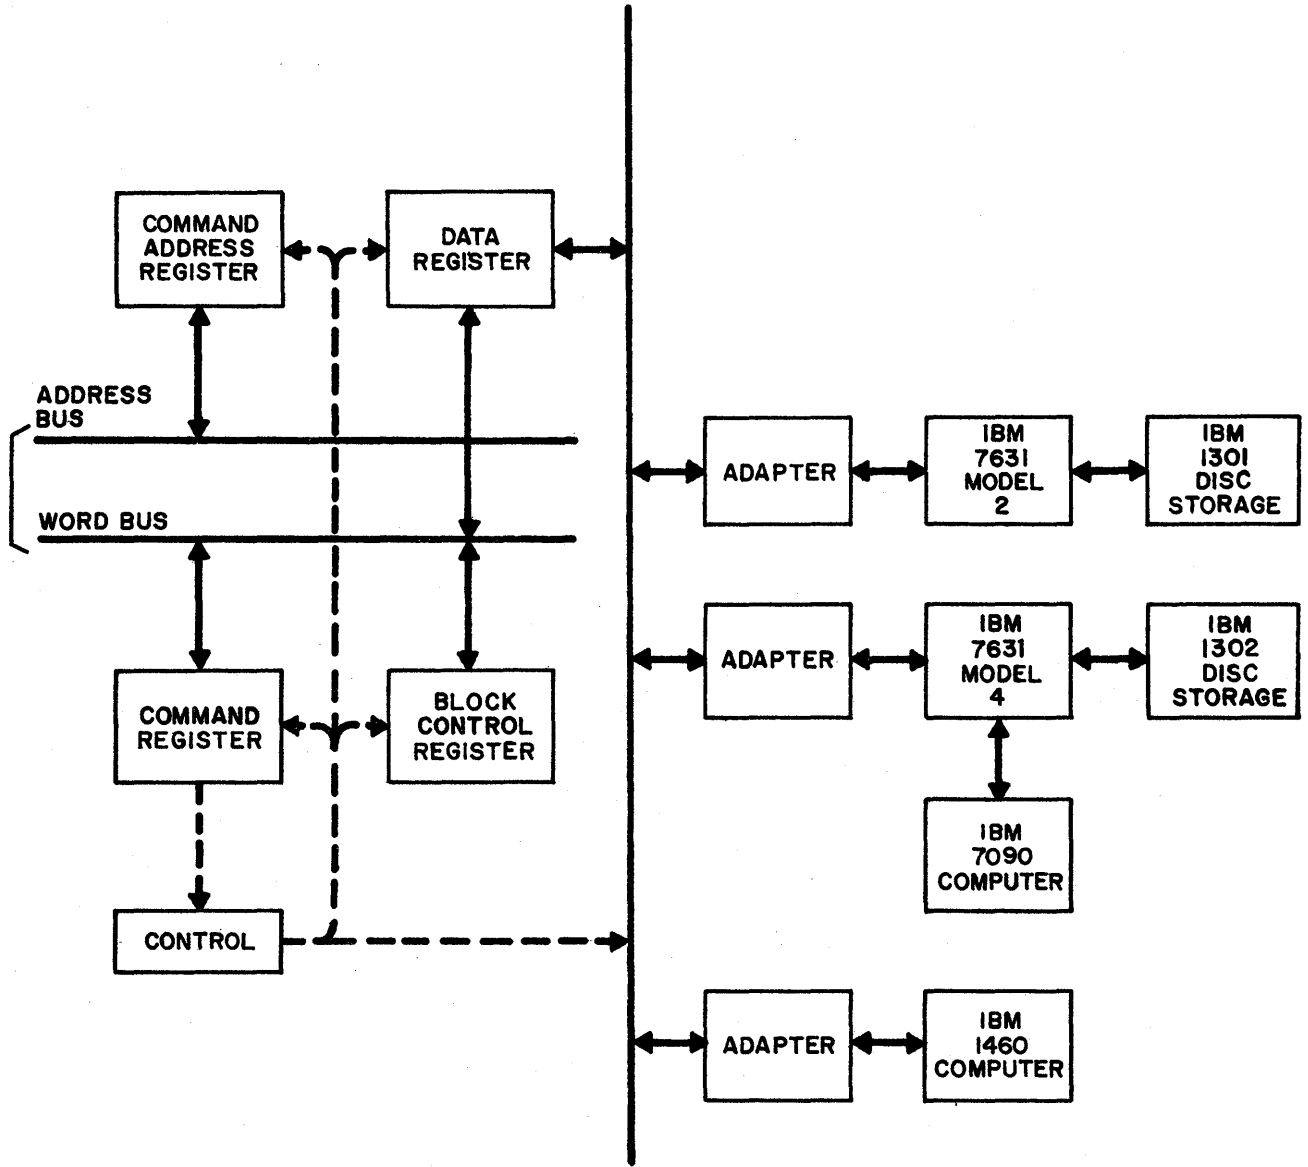 COMMAND
ADDRESS
REGISTER
DATA
REGISTER
ADDRESS
BUS
WORD BUS
COMMAND
REGISTER
BLOCK
CONTROL
REGISTER
CONTROL
ADAPTER
IBM
7631
MODEL
2
IBM
1301
DISC
STORAGE
ADAPTER
IBM
7631
MODEL
4
IBM
1302
DISC
STORAGE
IBM
7090
COMPUTER
ADAPTER
IBM
1460
COMPUTER